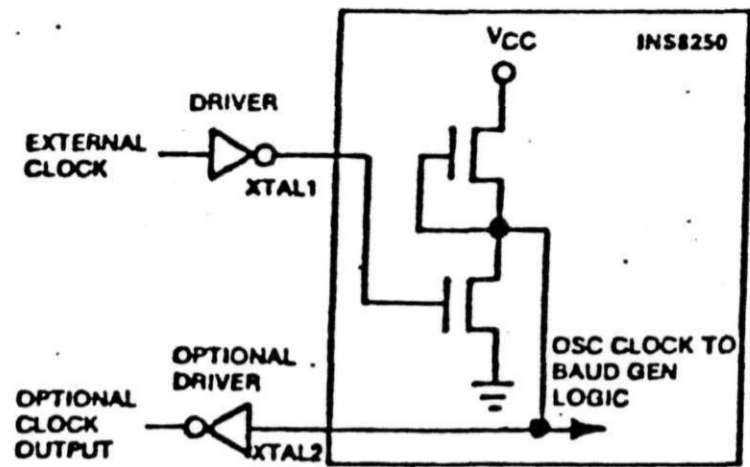 VCC
INS8250
DRIVER
EXTERNAL
CLOCK
XTAL1
OPTIONAL
DRIVER
OSC CLOCK TO
BAUD GEN
LOGIC
OPTIONAL
CLOCK
OUTPUT
XTAL2